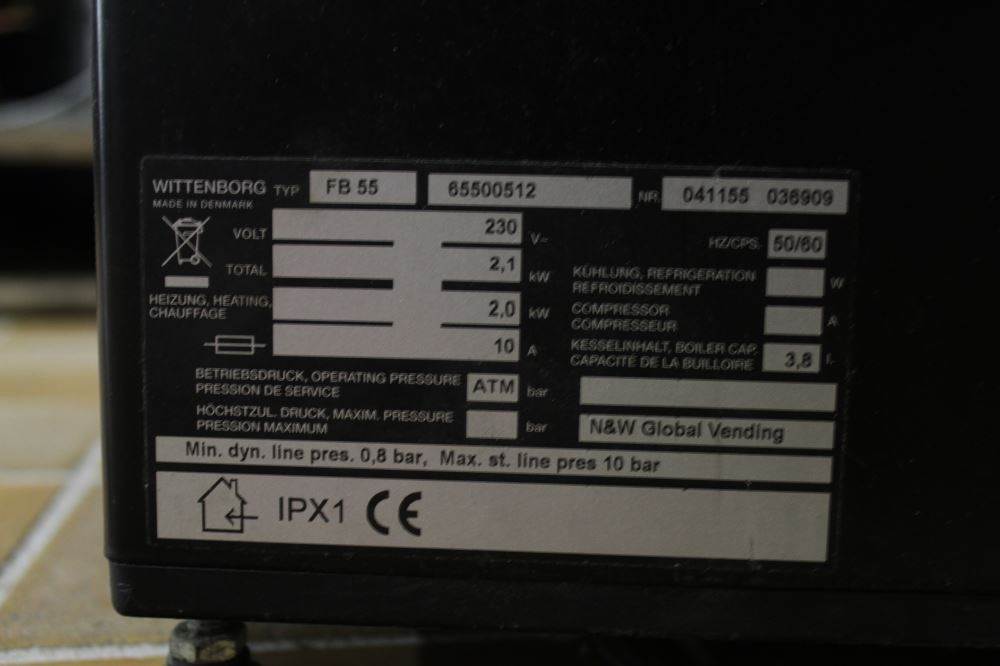 WITTENBORG TYP FB 55 65500512 NR. 041155 036909
MADE IN DENMARK
VOLT 230 V~ HZ/CPS. 50/60
TOTAL 2,1 kW KÜHLUNG, REFRIGERATION
REFROIDISSEMENT W
HEIZUNG, HEATING,
CHAUFFAGE 2,0 kW COMPRESSOR
COMPRESSEUR A
10 A KESSELINHALT, BOILER CAP.
CAPACITÉ DE LA BUILLOIRE 3,8 L
BETRIEBSDRUCK, OPERATING PRESSURE
PRESSION DE SERVICE ATM bar
HÖCHSTZUL. DRUCK, MAXIM. PRESSURE
PRESSION MAXIMUM bar
N&W Global Vending
Min. dyn. line pres. 0,8 bar, Max. st. line pres 10 bar
IPX1 CE